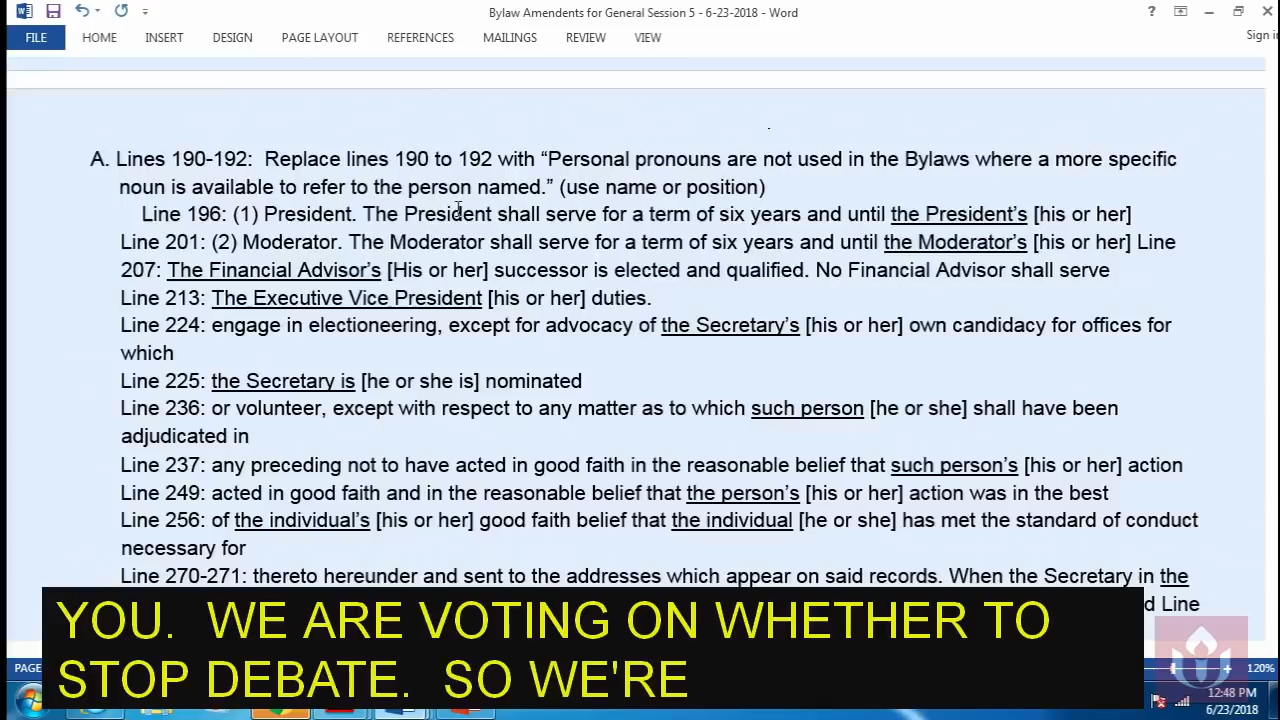 Bylaw Amendents for General Session 5 - 6-23-2018 - Word
?
FILE HOME INSERT DESIGN PAGE LAYOUT REFERENCES MAILINGS REVIEW VIEW
Sign in
A. Lines 190-192: Replace lines 190 to 192 with “Personal pronouns are not used in the Bylaws where a more specific
noun is available to refer to the person named.” (use name or position)
Line 196: (1) President. The President shall serve for a term of six years and until the President’s [his or her]
Line 201: (2) Moderator. The Moderator shall serve for a term of six years and until the Moderator’s [his or her] Line
207: The Financial Advisor’s [His or her] successor is elected and qualified. No Financial Advisor shall serve
Line 213: The Executive Vice President [his or her] duties.
Line 224: engage in electioneering, except for advocacy of the Secretary’s [his or her] own candidacy for offices for
which
Line 225: the Secretary is [he or she is] nominated
Line 236: or volunteer, except with respect to any matter as to which such person [he or she] shall have been
adjudicated in
Line 237: any preceding not to have acted in good faith in the reasonable belief that such person’s [his or her] action
Line 249: acted in good faith and in the reasonable belief that the person’s [his or her] action was in the best
Line 256: of the individual’s [his or her] good faith belief that the individual [he or she] has met the standard of conduct
necessary for
Line 270-271: thereto hereunder and sent to the addresses which appear on said records. When the Secretary in the
d Line
YOU. WE ARE VOTING ON WHETHER TO
STOP DEBATE. SO WE'RE
PAGE
120%
12:48 PM
6/23/2018